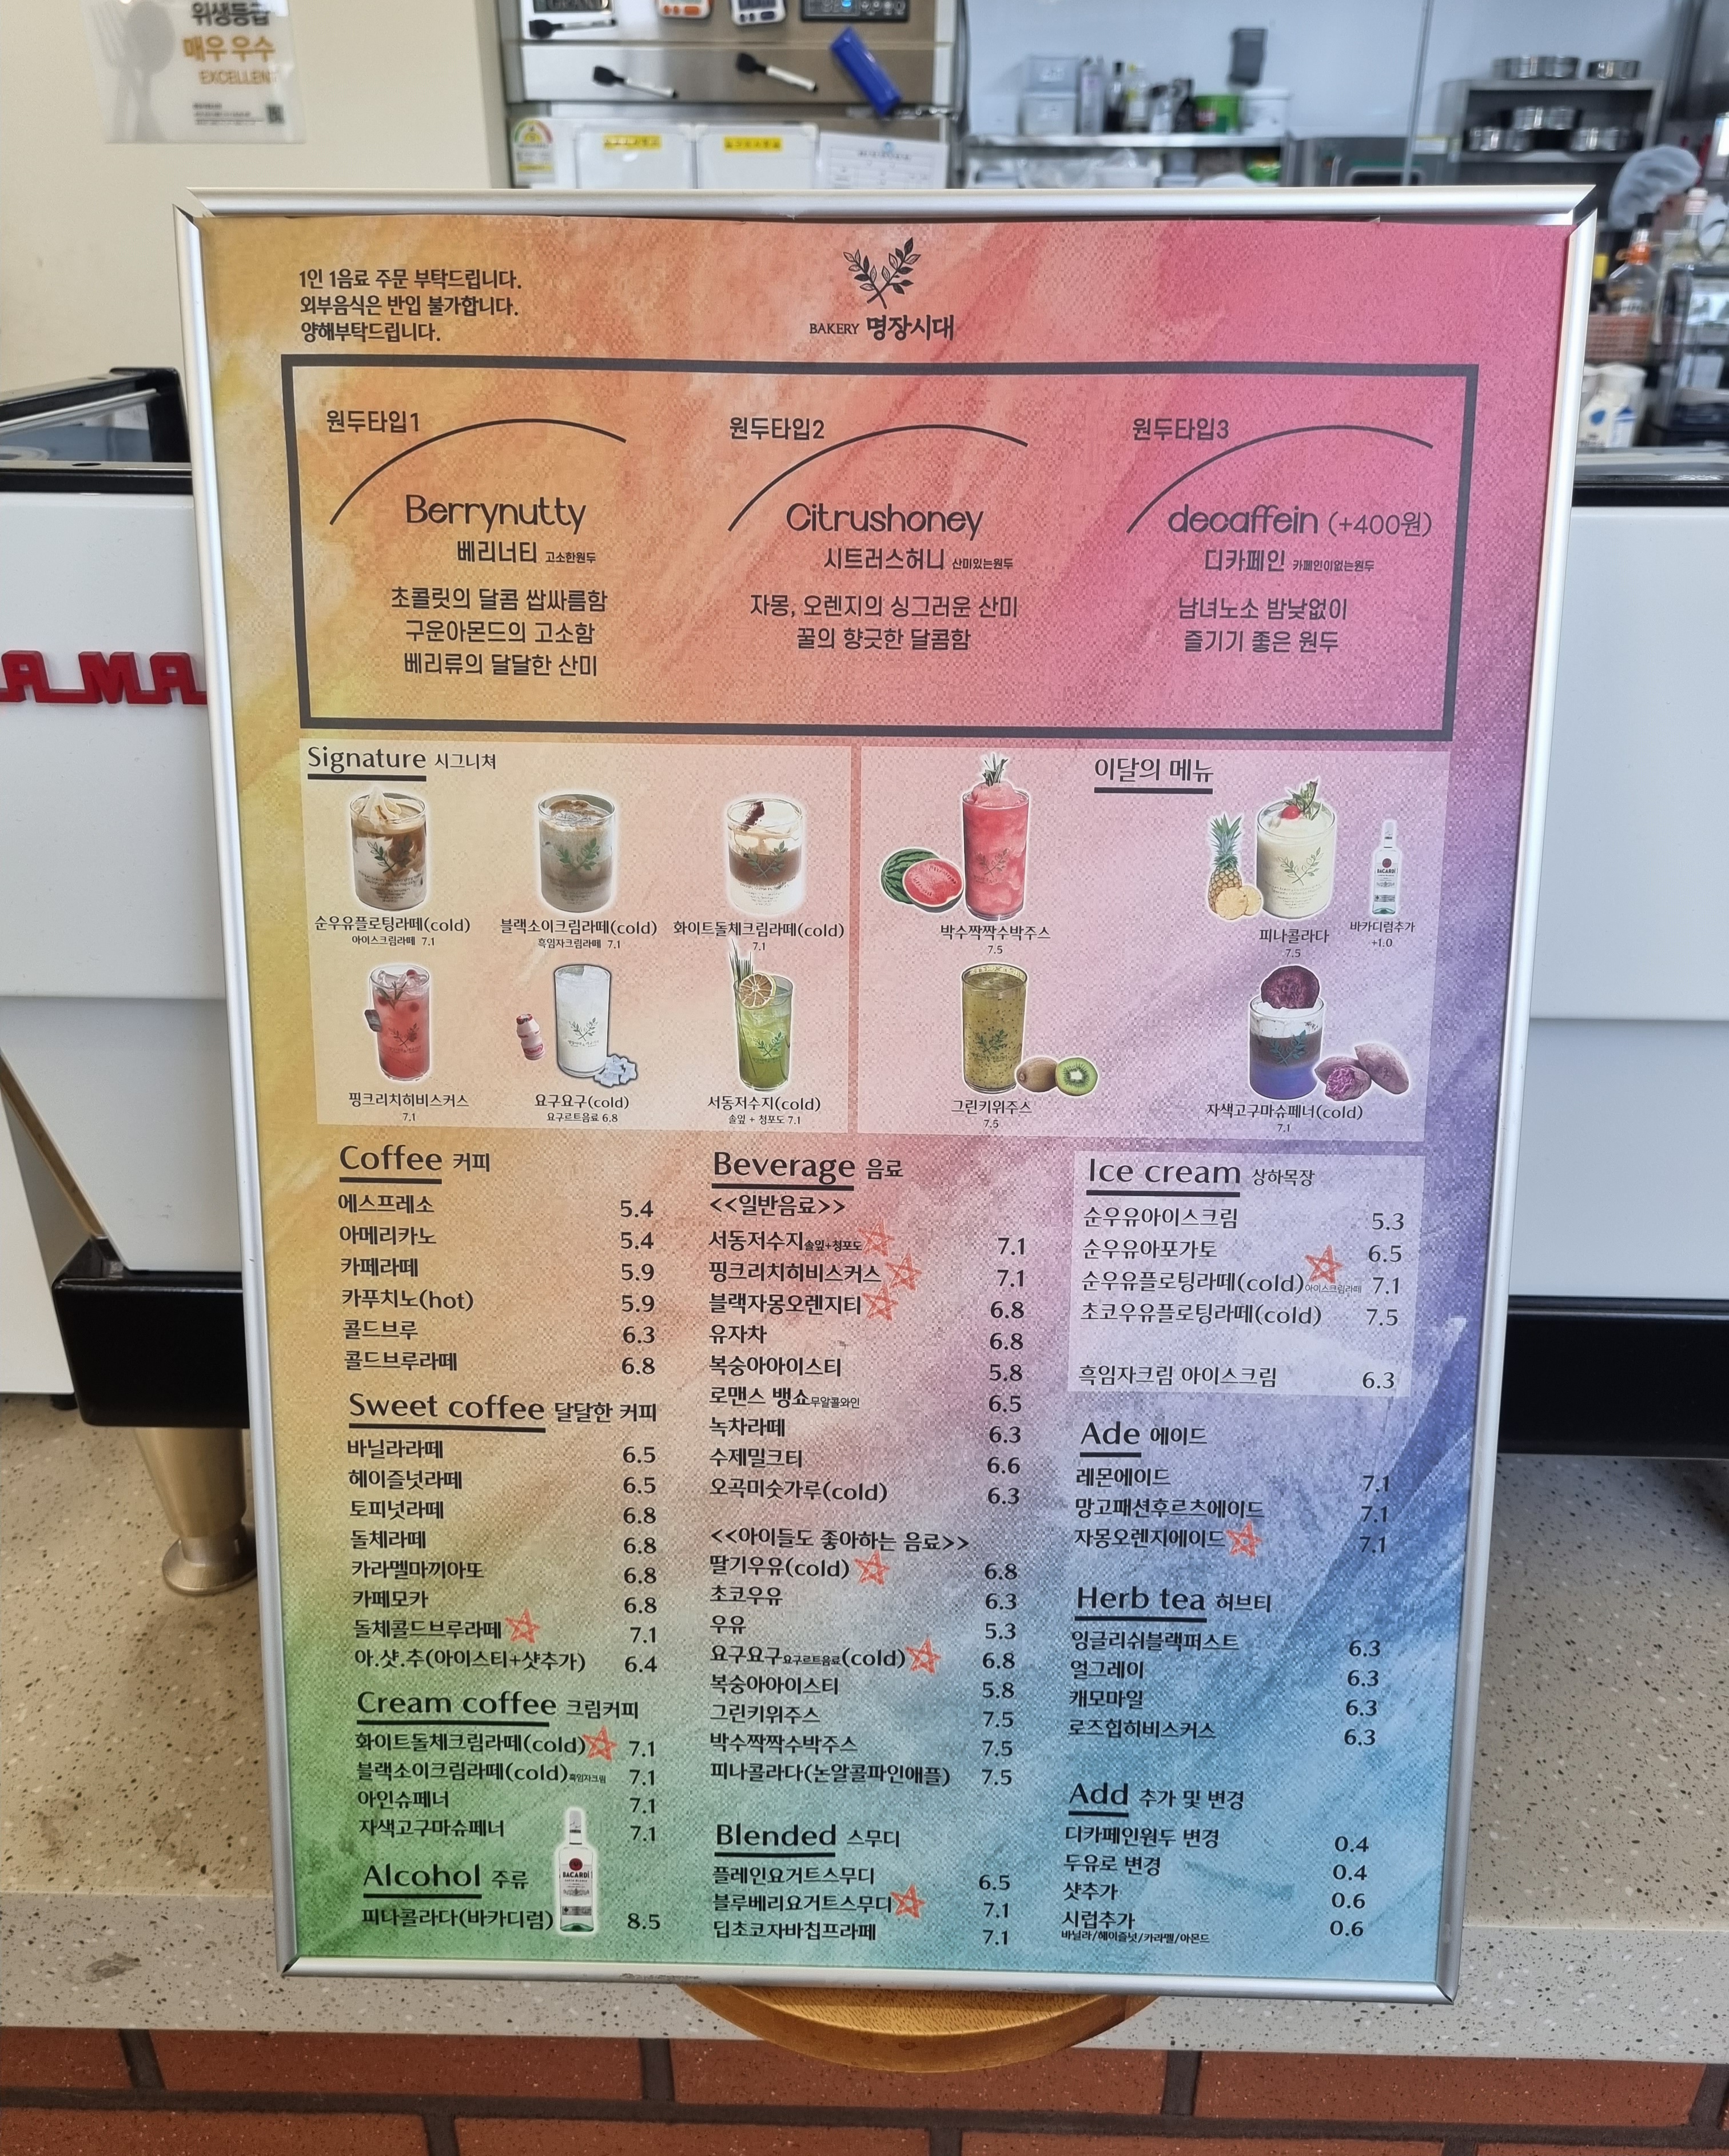 위생등급
매우 우수
EXCELLENT
1인 1음료 주문 부탁드립니다.
외부음식은 반입 불가합니다.
양해부탁드립니다.
BAKERY 명장시대
원두타입1
Berrynutty
베리너티 고소한원두
초콜릿의 달콤 쌉싸름함
구운아몬드의 고소함
베리류의 달달한 산미
원두타입2
Citrushoney
시트러스허니 산미있는원두
자몽, 오렌지의 싱그러운 산미
꿀의 향긋한 달콤함
원두타입3
decaffein (+400원)
디카페인 카페인이없는원두
남녀노소 밤낮없이
즐기기 좋은 원두
Signature 시그니쳐
순우유플로팅라떼(cold)
아이스크림라떼 7.1
블랙소이크림라떼(cold)
흑임자크림라떼 7.1
화이트돌체크림라떼(cold)
7.1
핑크리치히비스커스
7.1
요구요구(cold)
요구르트음료 6.8
서동저수지(cold)
솔잎 + 청포도 7.1
이달의 메뉴
박수짝짝수박주스
7.5
피나콜라다
7.5
BACARDI
바카디럼추가
+1.0
그린키위주스
7.5
자색고구마슈페너(cold)
7.1
Coffee 커피
에스프레소 5.4
아메리카노 5.4
카페라떼 5.9
카푸치노(hot) 5.9
콜드브루 6.3
콜드브루라떼 6.8
Sweet coffee 달달한 커피
바닐라라떼 6.5
헤이즐넛라떼 6.5
토피넛라떼 6.8
돌체라떼 6.8
카라멜마끼아또 6.8
카페모카 6.8
돌체콜드브루라떼 7.1
아.샷.추(아이스티+샷추가) 6.4
Cream coffee 크림커피
화이트돌체크림라떼(cold) 7.1
블랙소이크림라떼(cold)흑임자크림 7.1
아인슈페너 7.1
자색고구마슈페너 7.1
Alcohol 주류
피나콜라다(바카디럼) 8.5
BACARDI
Beverage 음료
<<일반음료>>
서동저수지솔잎+청포도 7.1
핑크리치히비스커스 7.1
블랙자몽오렌지티 6.8
유자차 6.8
복숭아아이스티 5.8
로맨스 뱅쇼무알콜와인 6.5
녹차라떼 6.3
수제밀크티 6.6
오곡미숫가루(cold) 6.3
<<아이들도 좋아하는 음료>>
딸기우유(cold) 6.8
초코우유 6.3
우유 5.3
요구요구요구르트음료(cold) 6.8
복숭아아이스티 5.8
그린키위주스 7.5
박수짝짝수박주스 7.5
피나콜라다(논알콜파인애플) 7.5
Blended 스무디
플레인요거트스무디 6.5
블루베리요거트스무디 7.1
딥초코자바칩프라페 7.1
Ice cream 상하목장
순우유아이스크림 5.3
순우유아포가토 6.5
순우유플로팅라떼(cold)아이스크림라떼 7.1
초코우유플로팅라떼(cold) 7.5
흑임자크림 아이스크림 6.3
Ade 에이드
레몬에이드 7.1
망고패션후르츠에이드 7.1
자몽오렌지에이드 7.1
Herb tea 허브티
잉글리쉬블랙퍼스트 6.3
얼그레이 6.3
캐모마일 6.3
로즈힙히비스커스 6.3
Add 추가 및 변경
디카페인원두 변경 0.4
두유로 변경 0.4
샷추가 0.6
시럽추가 0.6
바닐라/헤이즐넛/카라멜/아몬드